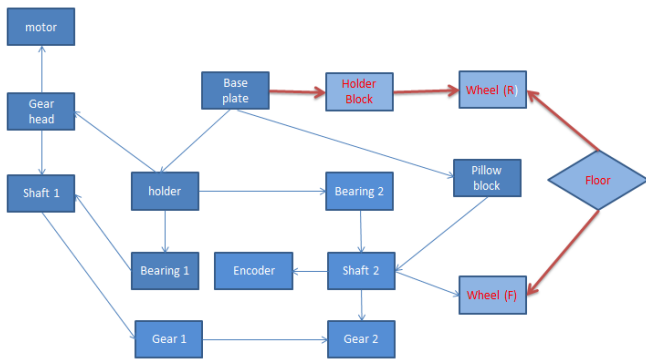 motor
Base
plate
Holder
Block
Wheel (R)
Gear
head
Shaft 1
holder
Bearing 2
Pillow
block
Floor
Bearing 1
Encoder
Shaft 2
Wheel (F)
Gear 1
Gear 2